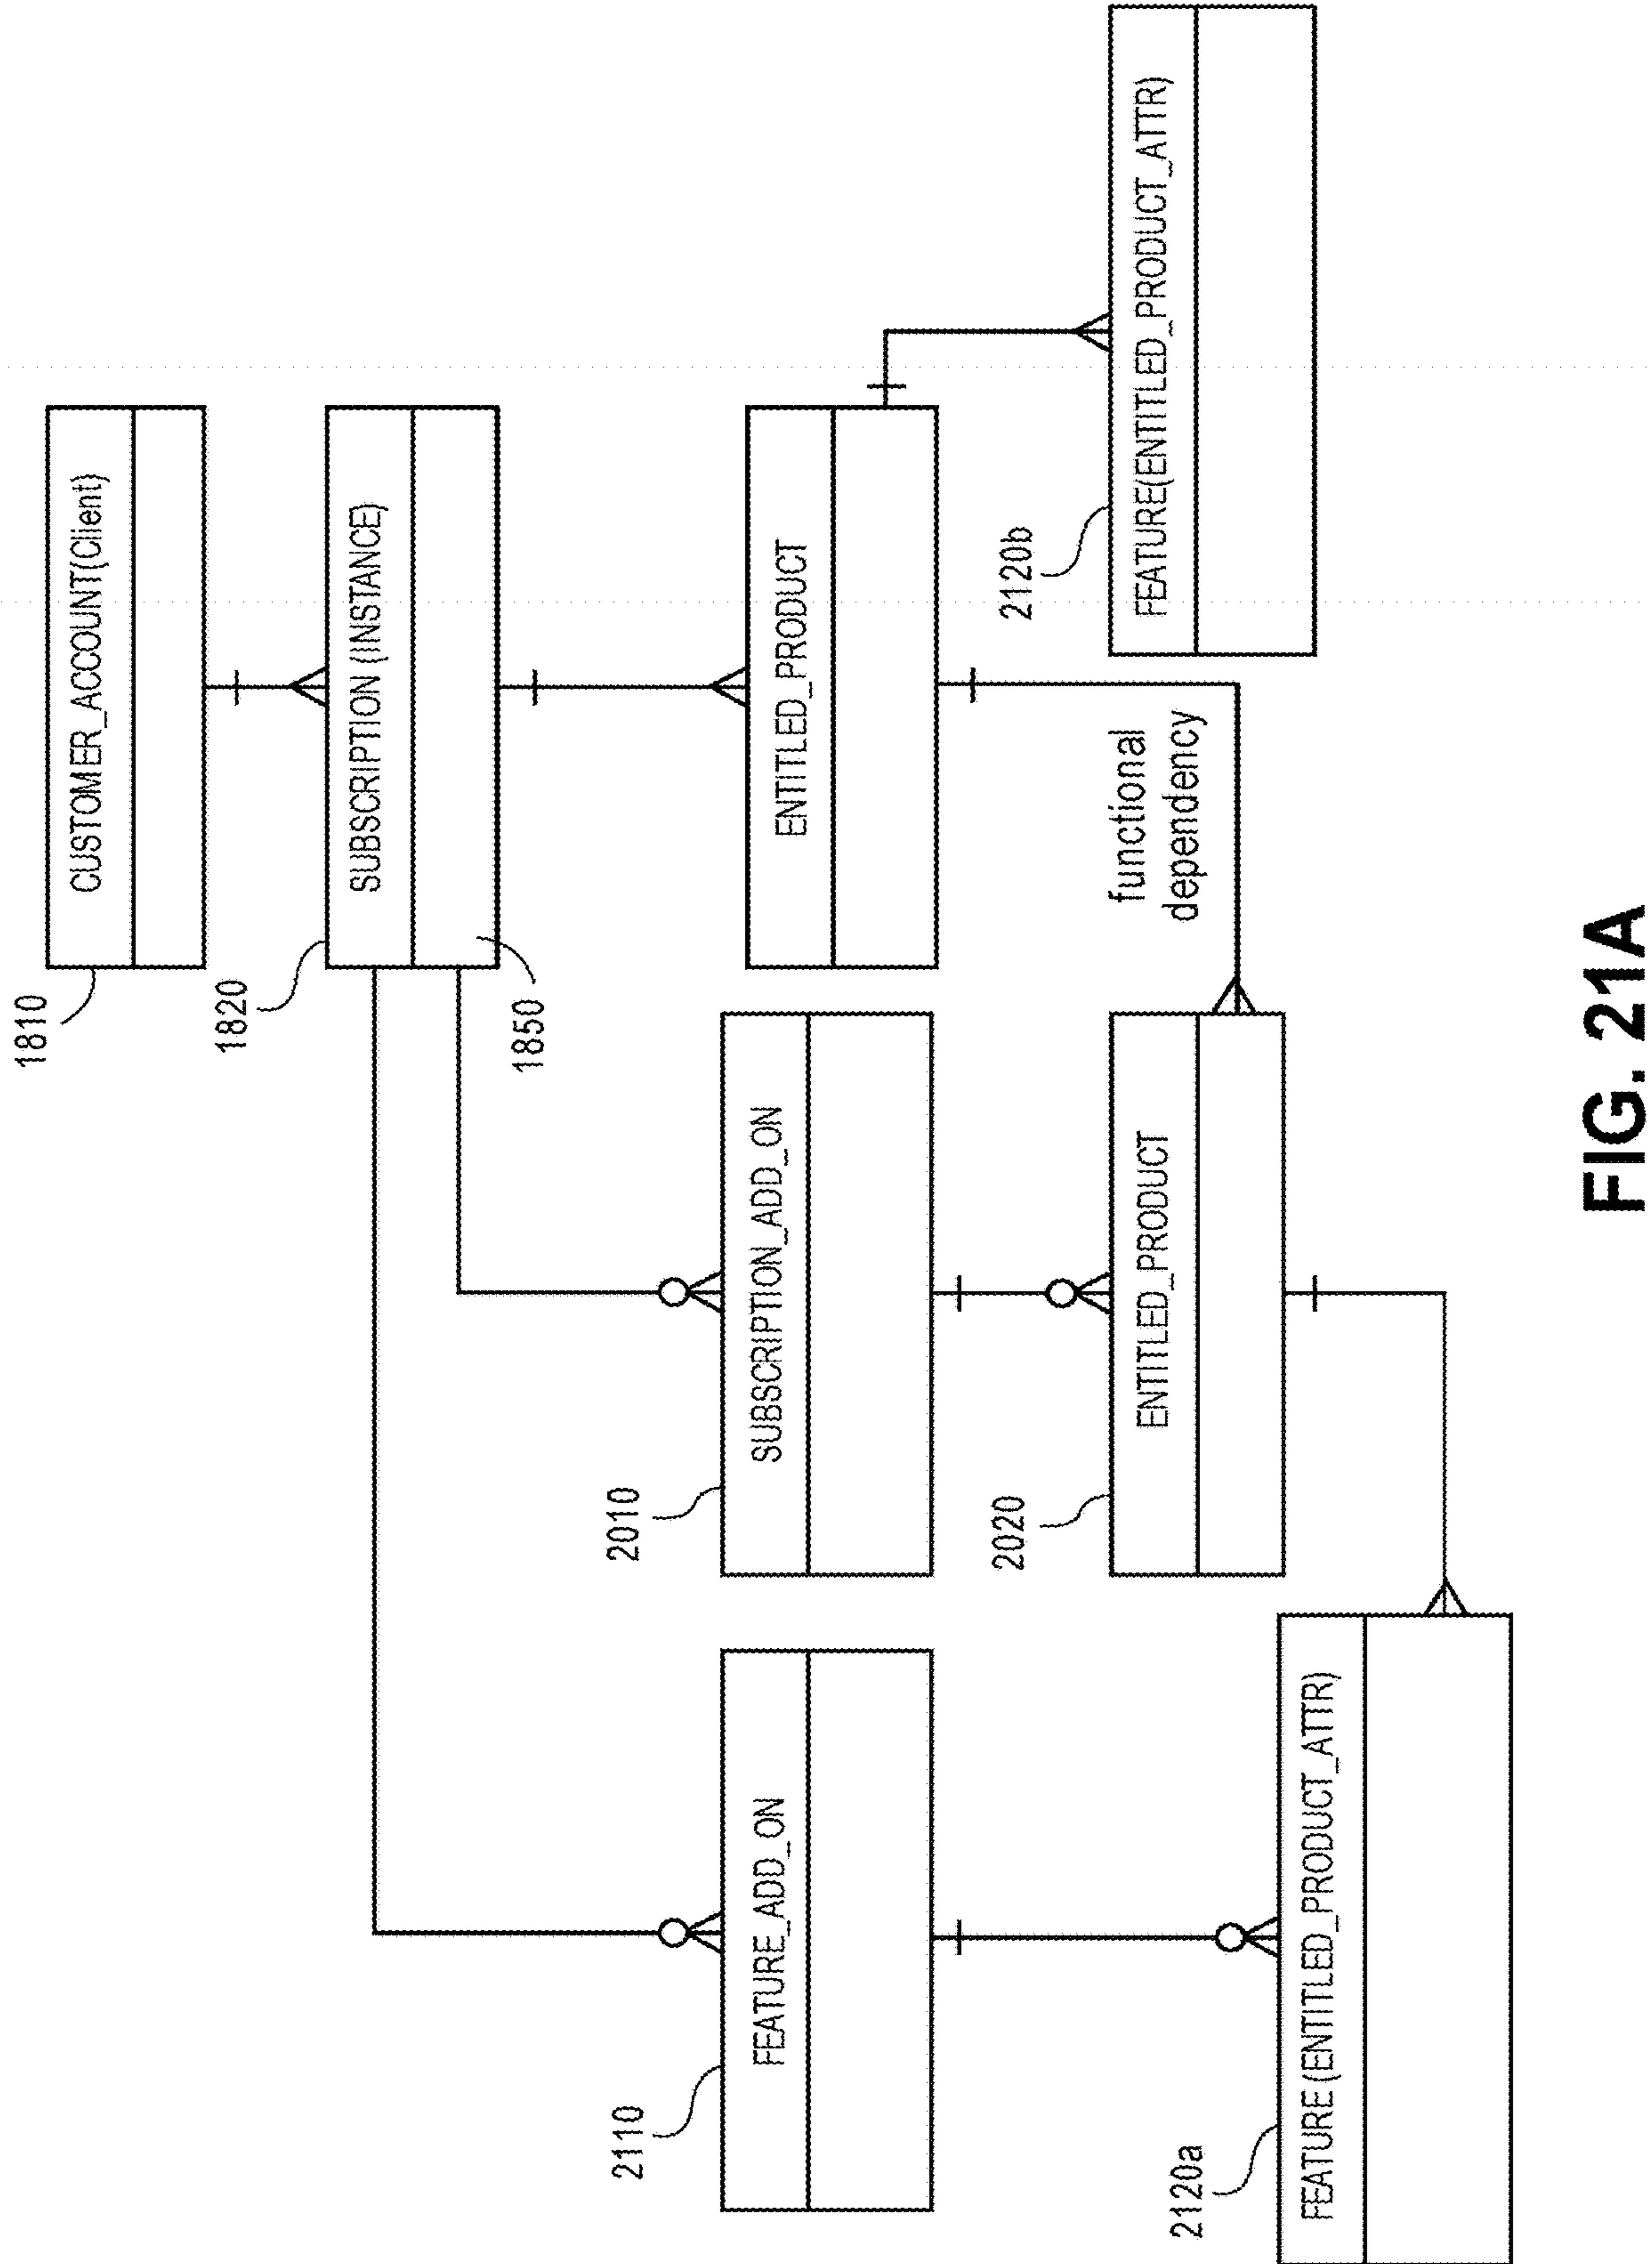 1810
CUSTOMER_ACCOUNT(Client)
1820
SUBSCRIPTION (INSTANCE)
1850
2110
FEATURE_ADD_ON
2010
SUBSCRIPTION_ADD_ON
ENTITLED_PRODUCT
2020
ENTITLED_PRODUCT
functional
dependency
2120b
FEATURE(ENTITLED_PRODUCT_ATTR)
2120a
FEATURE (ENTITLED_PRODUCT_ATTR)
FIG. 21A